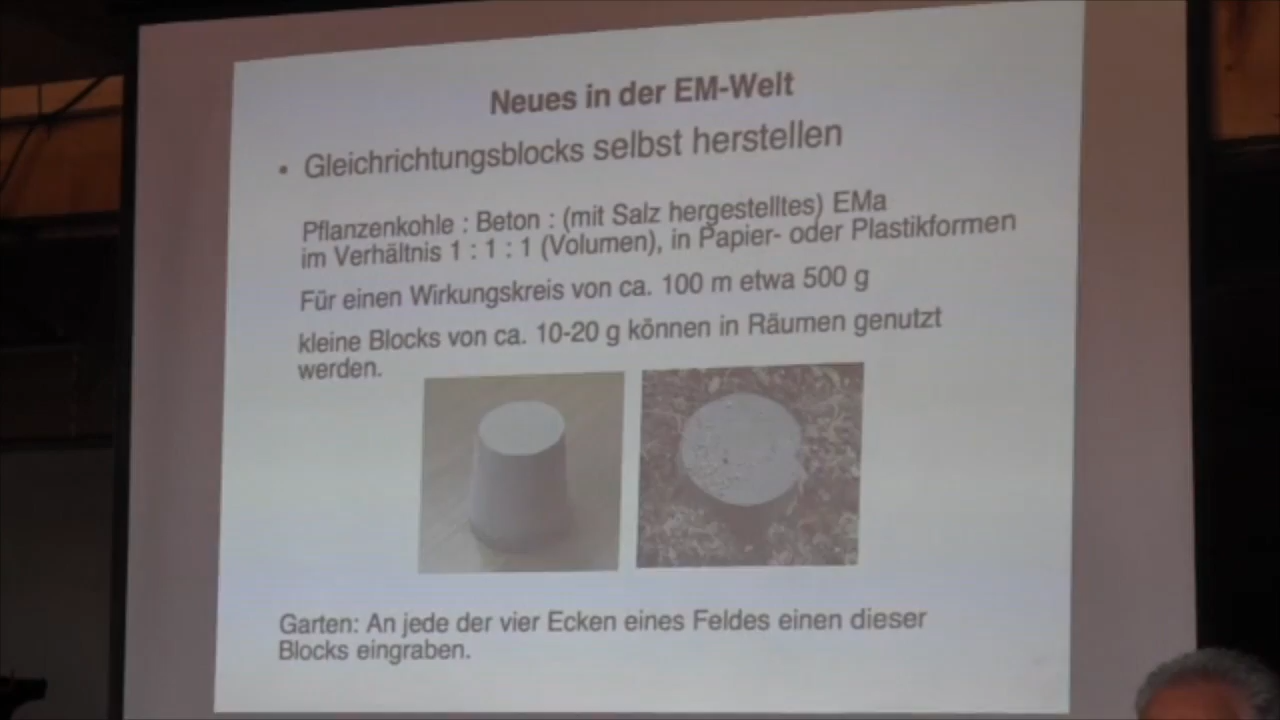 Neues in der EM-Welt
• Gleichrichtungsblocks selbst herstellen
Pflanzenkohle : Beton : (mit Salz hergestelltes) EMa
im Verhältnis 1 : 1 : 1 (Volumen), in Papier- oder Plastikformen
Für einen Wirkungskreis von ca. 100 m etwa 500 g
kleine Blocks von ca. 10-20 g können in Räumen genutzt
werden.
Garten: An jede der vier Ecken eines Feldes einen dieser
Blocks eingraben.